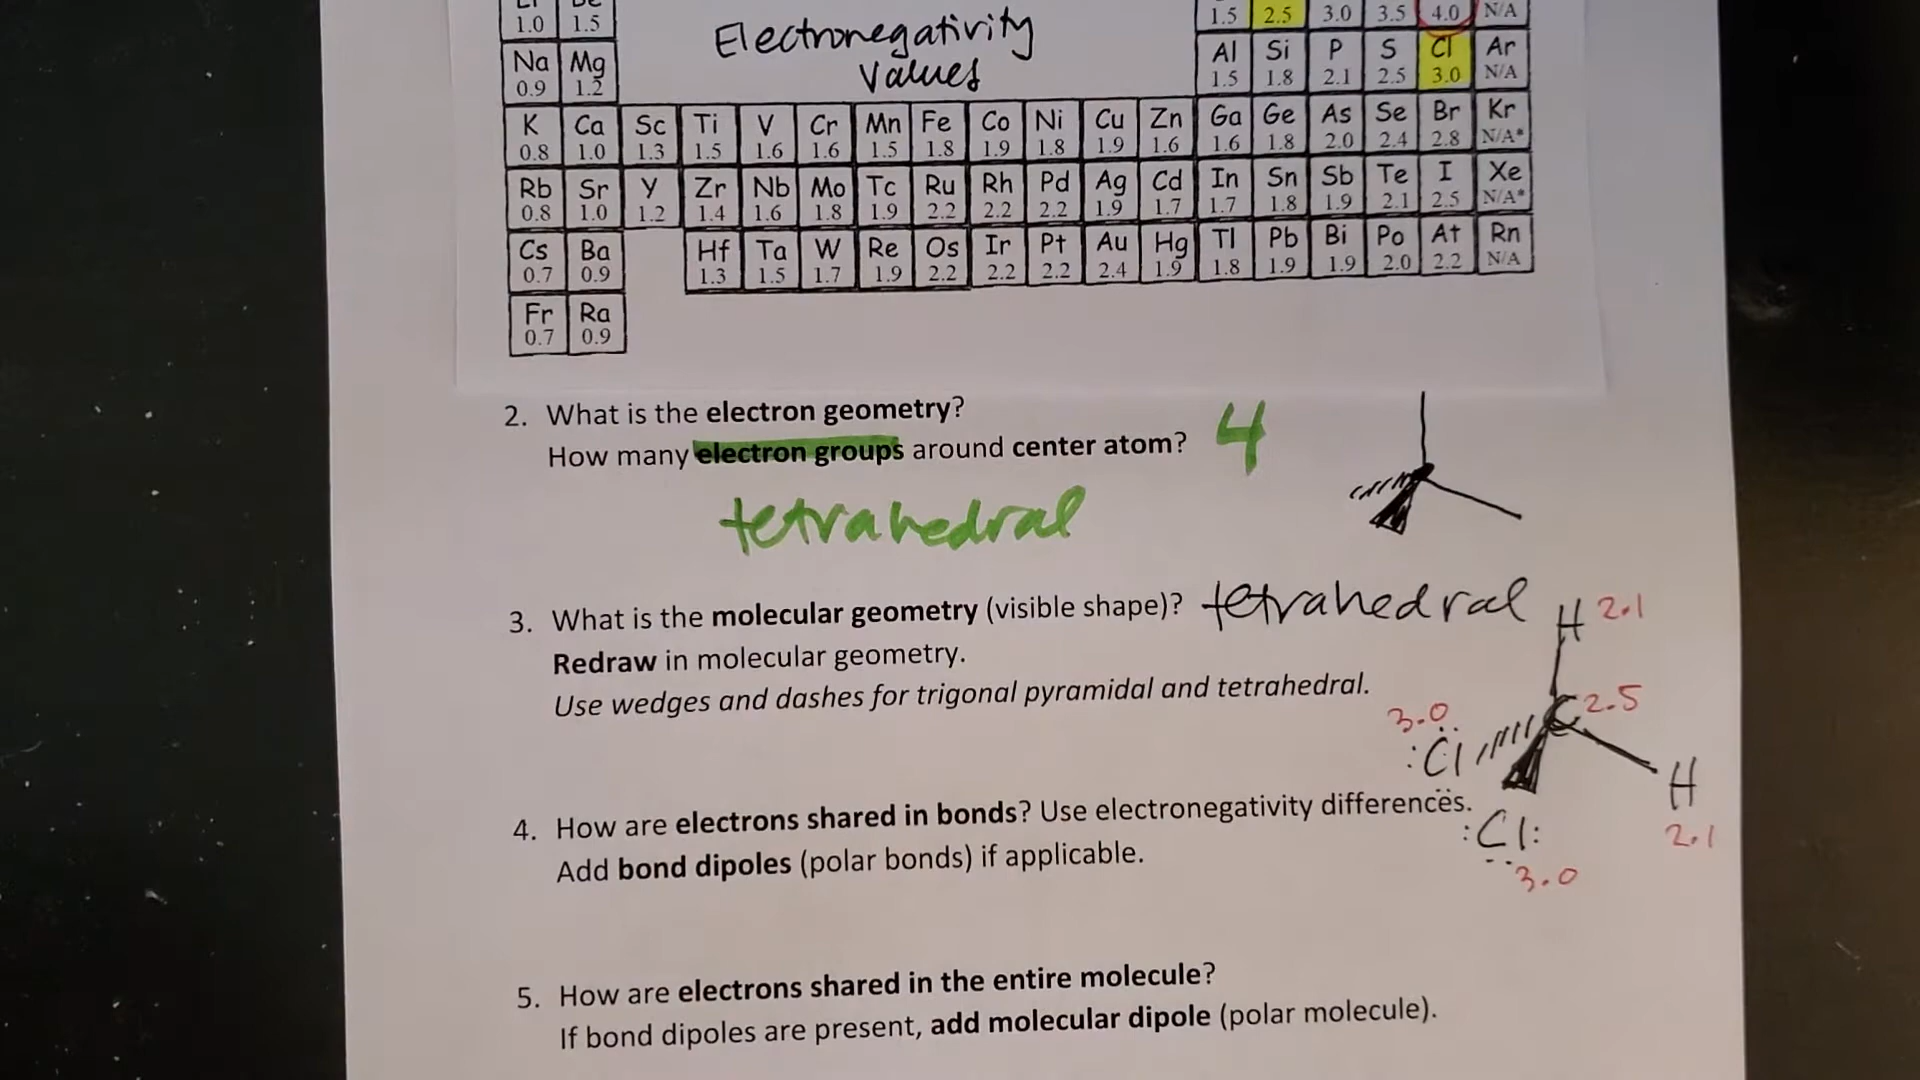 Li Be
1.0 1.5 1.5 2.5 3.0 3.5 4.0 N/A
Electronegativity
Values
Na Mg Al Si P S Cl Ar
0.9 1.2 1.5 1.8 2.1 2.5 3.0 N/A
K Ca Sc Ti V Cr Mn Fe Co Ni Cu Zn Ga Ge As Se Br Kr
0.8 1.0 1.3 1.5 1.6 1.6 1.5 1.8 1.9 1.8 1.9 1.6 1.6 1.8 2.0 2.4 2.8 N/A*
Rb Sr Y Zr Nb Mo Tc Ru Rh Pd Ag Cd In Sn Sb Te I Xe
0.8 1.0 1.2 1.4 1.6 1.8 1.9 2.2 2.2 2.2 1.9 1.7 1.7 1.8 1.9 2.1 2.5 N/A*
Cs Ba Hf Ta W Re Os Ir Pt Au Hg Tl Pb Bi Po At Rn
0.7 0.9 1.3 1.5 1.7 1.9 2.2 2.2 2.2 2.4 1.9 1.8 1.9 1.9 2.0 2.2 N/A
Fr Ra
0.7 0.9
2. What is the electron geometry?
How many electron groups around center atom? 4
tetrahedral
3. What is the molecular geometry (visible shape)? tetrahedral
Redraw in molecular geometry.
Use wedges and dashes for trigonal pyramidal and tetrahedral.
H 2.1
C 2.5
3.0
:Cl
H
2.1
:Cl:
3.0
4. How are electrons shared in bonds? Use electronegativity differences.
Add bond dipoles (polar bonds) if applicable.
5. How are electrons shared in the entire molecule?
If bond dipoles are present, add molecular dipole (polar molecule).